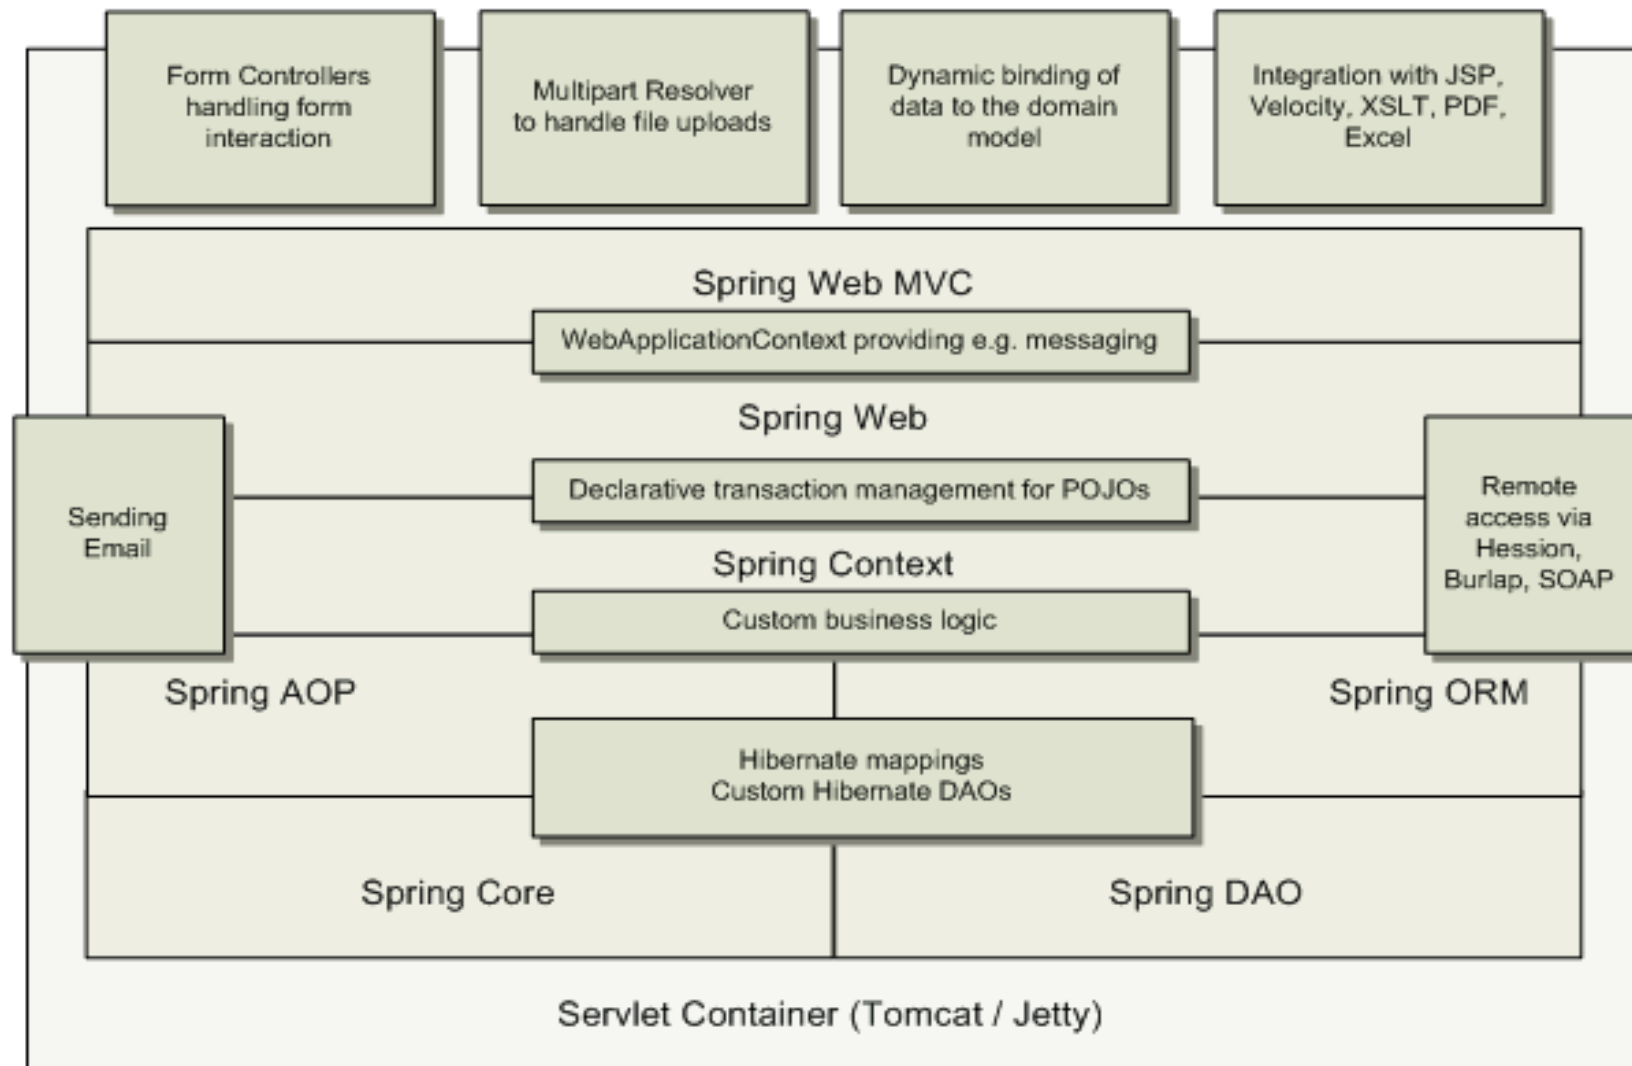 Form Controllers
handling form
interaction
Multipart Resolver
to handle file uploads
Dynamic binding of
data to the domain
model
Integration with JSP,
Velocity, XSLT, PDF,
Excel
Spring Web MVC
WebApplicationContext providing e.g. messaging
Spring Web
Sending
Email
Declarative transaction management for POJOs
Remote
access via
Hession,
Burlap, SOAP
Spring Context
Custom business logic
Spring AOP
Spring ORM
Hibernate mappings
Custom Hibernate DAOs
Spring Core
Spring DAO
Servlet Container (Tomcat / Jetty)